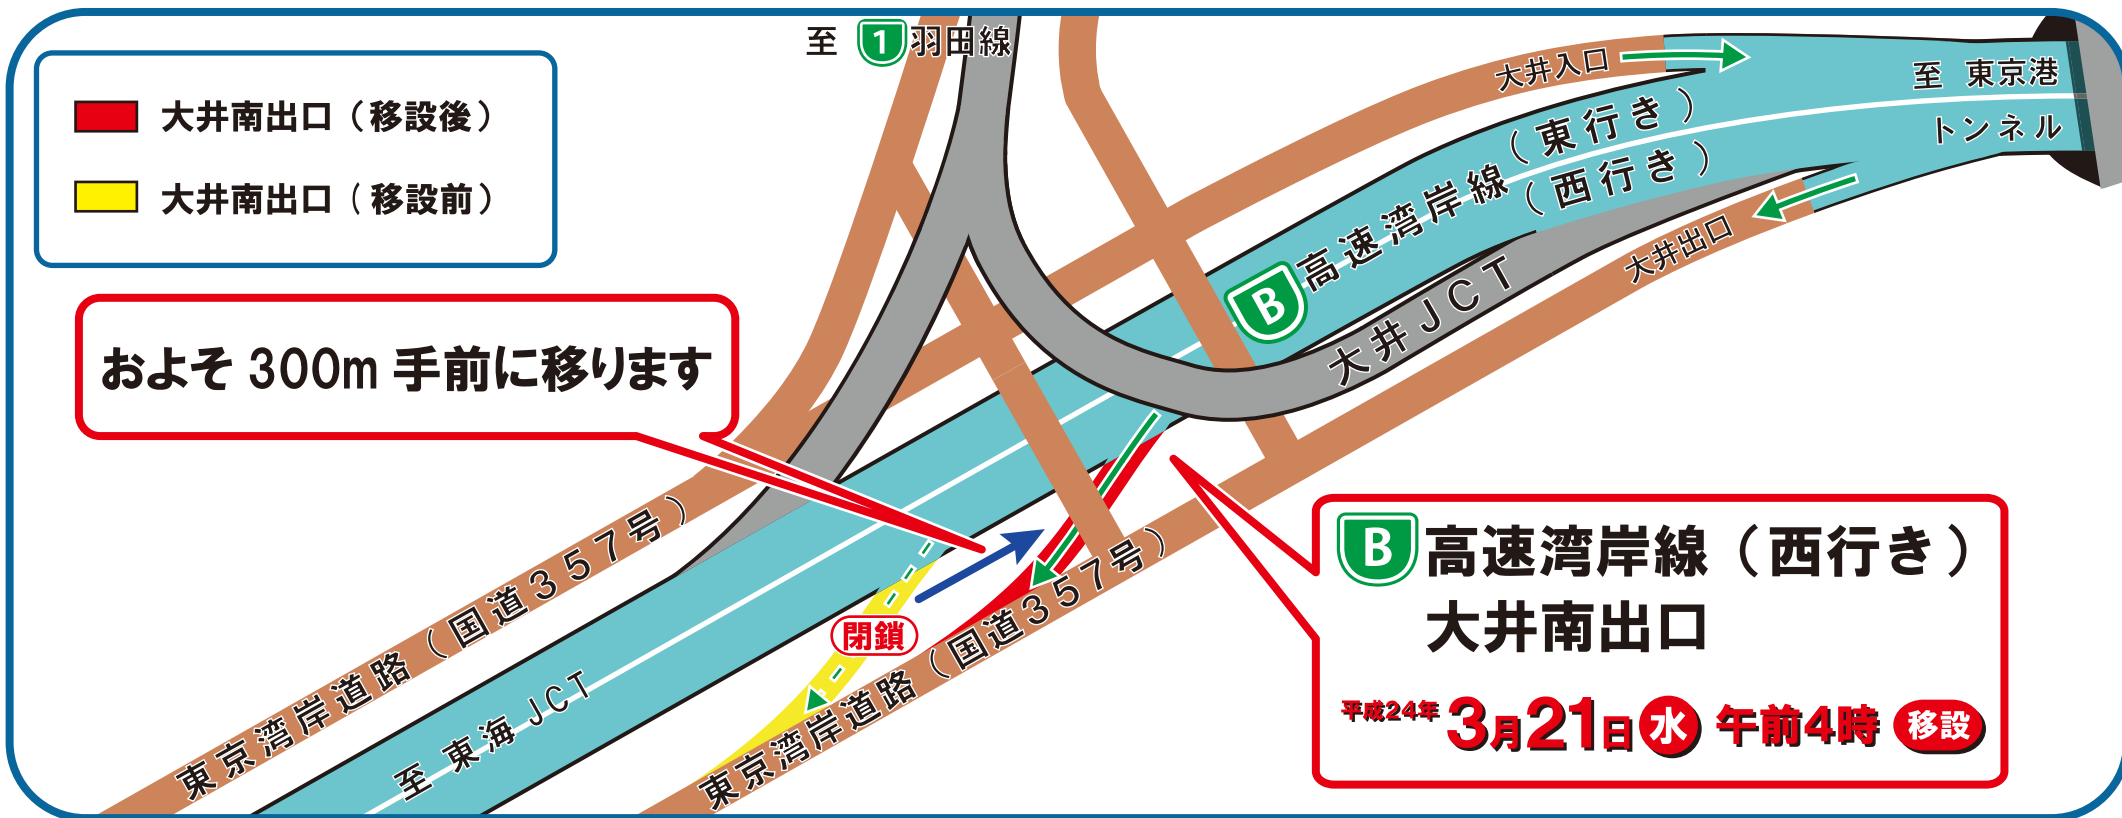 大井南出口（移設後）
大井南出口（移設前）
至 1 羽田線
およそ 300m 手前に移ります
大井入口
至 東京港
トンネル
（東行き）
B 高速湾岸線
（西行き）
大井出口
大井JCT
東京湾岸道路（国道357号）
至 東海JCT
閉鎖
東京湾岸道路（国道357号）
B 高速湾岸線（西行き）
大井南出口
平成24年 3月21日 水 午前4時 移設